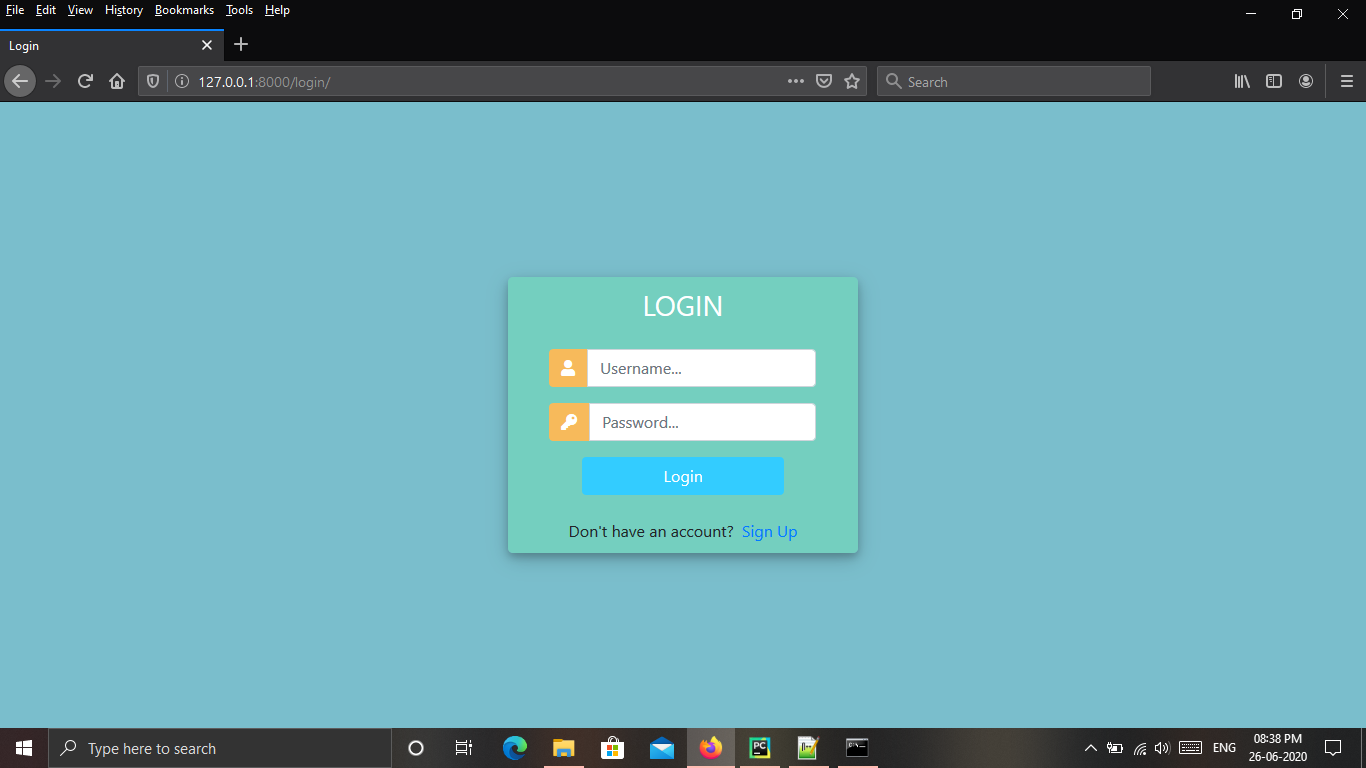 File Edit View History Bookmarks Tools Help
Login
127.0.0.1:8000/login/
Search
LOGIN
Username...
Password...
Login
Don't have an account? Sign Up
Type here to search
PC
ENG
08:38 PM
26-06-2020